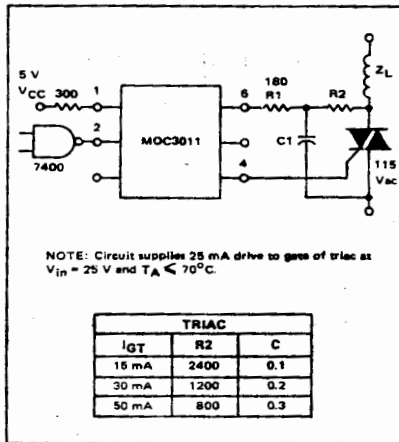 5 V
VCC
300
1
2
7400
MOC3011
6
4
180
R1
R2
C1
ZL
115
Vac
NOTE: Circuit supplies 25 mA drive to gate of triac at
Vin = 25 V and TA ≤ 70°C.
TRIAC
IGT R2 C
15 mA 2400 0.1
30 mA 1200 0.2
50 mA 800 0.3